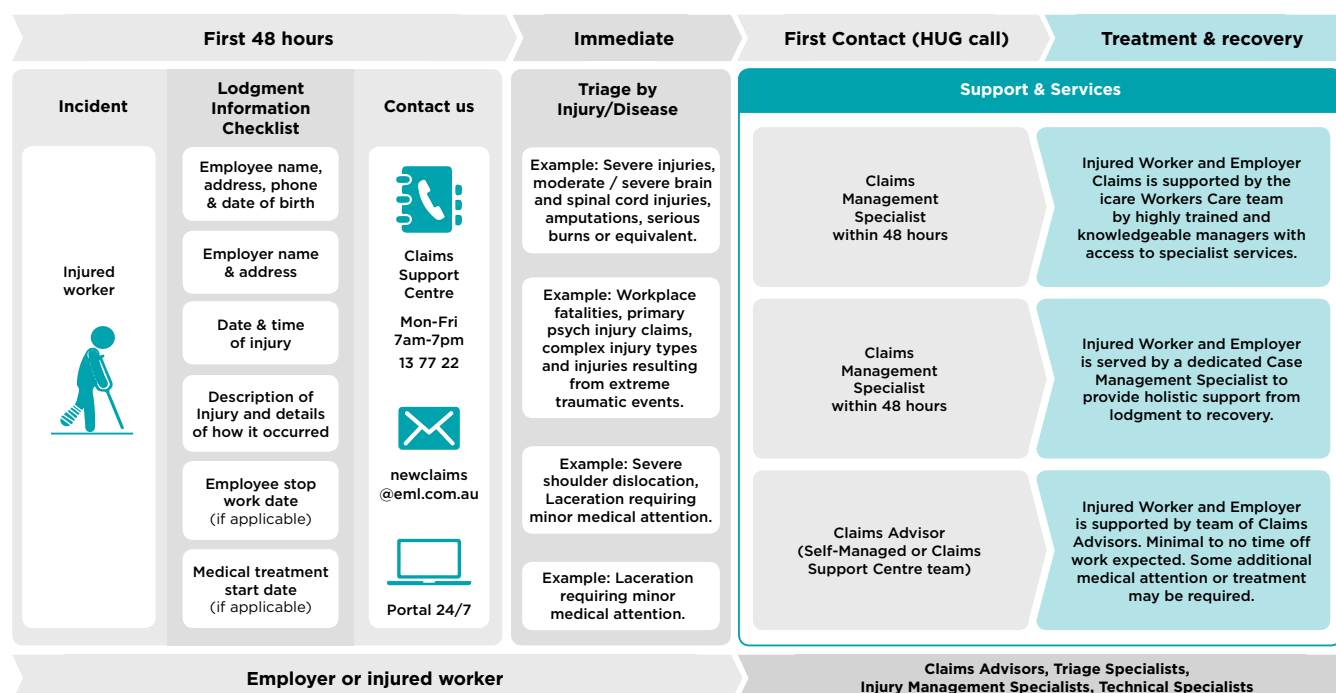 First 48 hours
Immediate
First Contact (HUG call)
Treatment & recovery
Incident
Injured
worker
Lodgment
Information
Checklist
Employee name,
address, phone
& date of birth
Employer name
& address
Date & time
of injury
Description of
Injury and details
of how it occurred
Employee stop
work date
(if applicable)
Medical treatment
start date
(if applicable)
Contact us
Claims
Support
Centre
Mon-Fri
7am-7pm
13 77 22
newclaims
@eml.com.au
Portal 24/7
Triage by
Injury/Disease
Example: Severe injuries,
moderate / severe brain
and spinal cord injuries,
amputations, serious
burns or equivalent.
Example: Workplace
fatalities, primary
psych injury claims,
complex injury types
and injuries resulting
from extreme
traumatic events.
Example: Severe
shoulder dislocation,
Laceration requiring
minor medical attention.
Example: Laceration
requiring minor
medical attention.
Support & Services
Claims
Management
Specialist
within 48 hours
Injured Worker and Employer
Claims is supported by the
icare Workers Care team
by highly trained and
knowledgeable managers with
access to specialist services.
Claims
Management
Specialist
within 48 hours
Injured Worker and Employer
is served by a dedicated Case
Management Specialist to
provide holistic support from
lodgment to recovery.
Claims Advisor
(Self-Managed or Claims
Support Centre team)
Injured Worker and Employer
is supported by team of Claims
Advisors. Minimal to no time off
work expected. Some additional
medical attention or treatment
may be required.
Employer or injured worker
Claims Advisors, Triage Specialists,
Injury Management Specialists, Technical Specialists